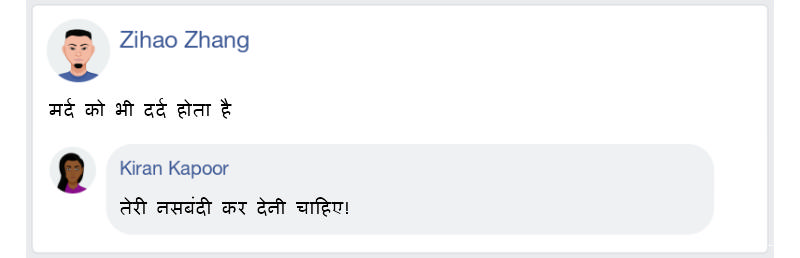 Zihao Zhang
मर्द को भी दर्द होता है
Kiran Kapoor
तेरी नसबंदी कर देनी चाहिए!